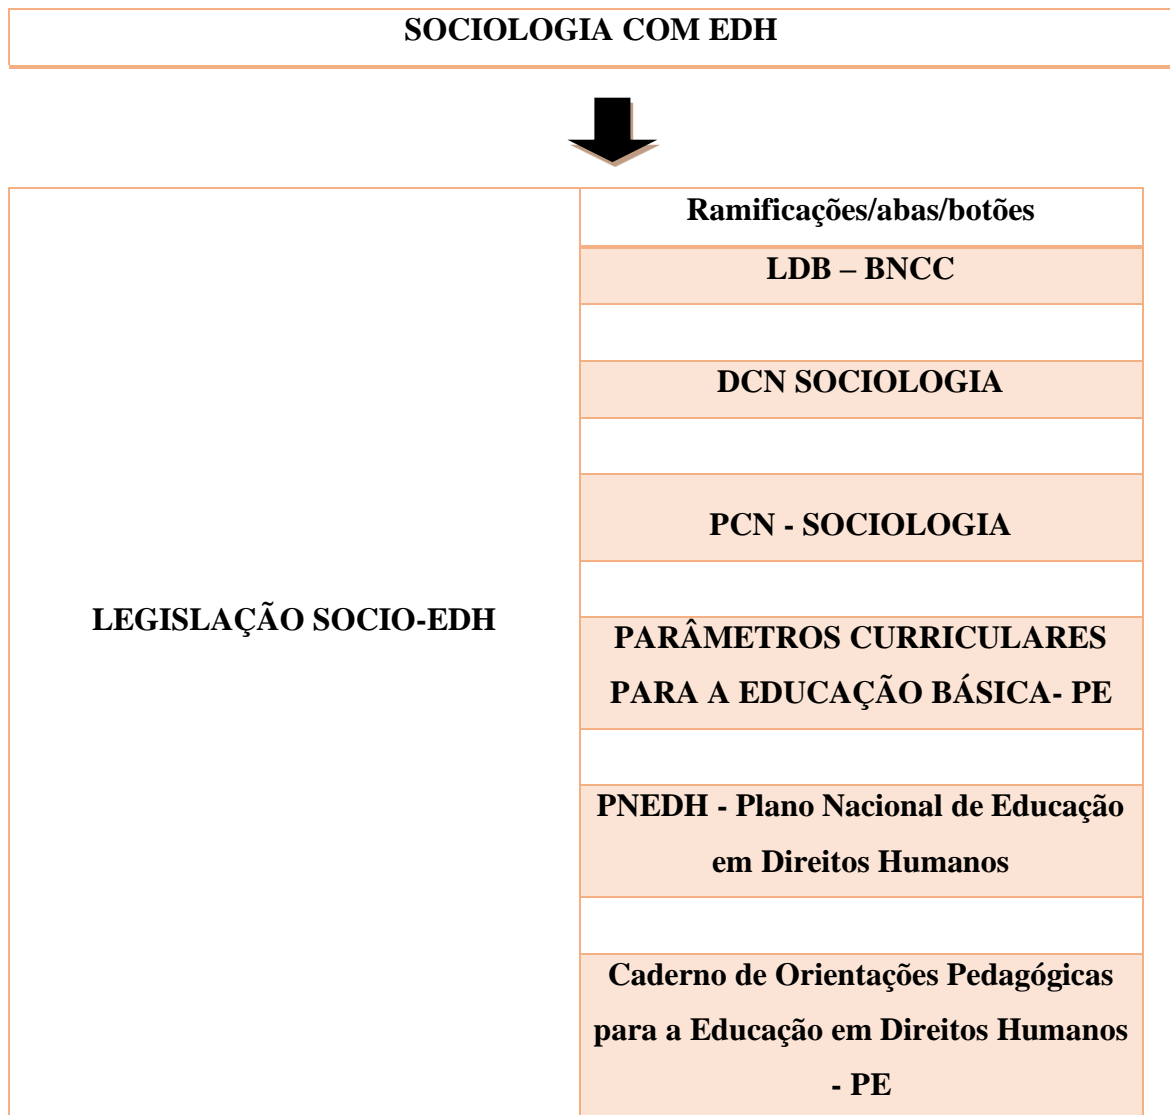 SOCIOLOGIA COM EDH
Ramificações/abas/botões
LDB – BNCC
DCN SOCIOLOGIA
PCN - SOCIOLOGIA
LEGISLAÇÃO SOCIO-EDH
PARÂMETROS CURRICULARES
PARA A EDUCAÇÃO BÁSICA- PE
PNEDH - Plano Nacional de Educação
em Direitos Humanos
Caderno de Orientações Pedagógicas
para a Educação em Direitos Humanos
- PE